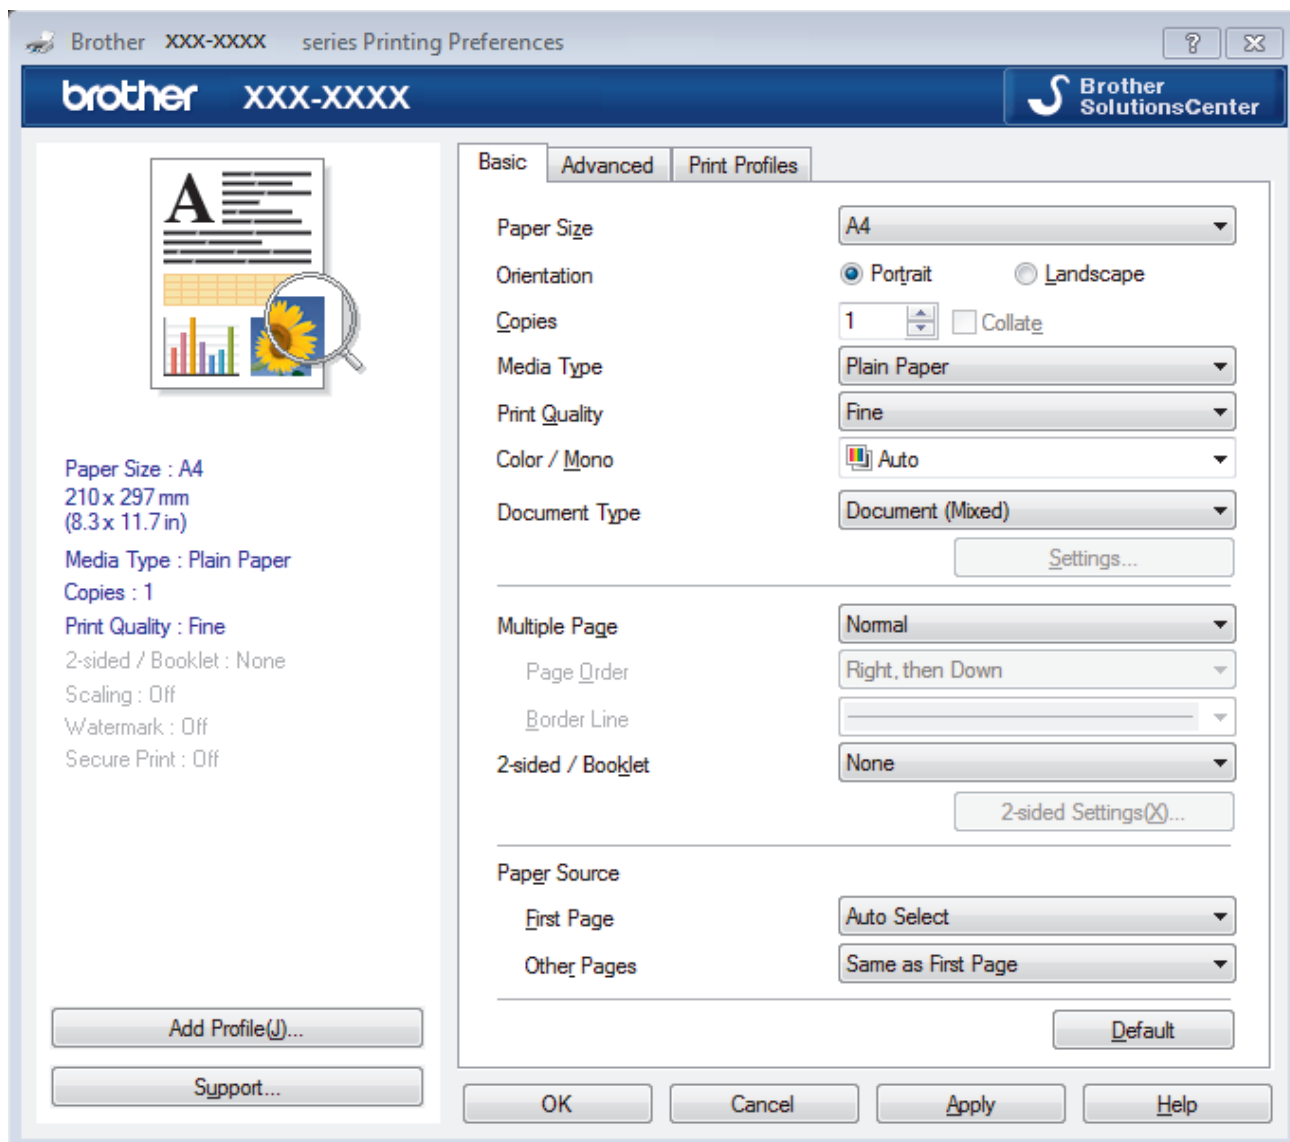 Brother XXX-XXXX series Printing Preferences
brother XXX-XXXX
Brother
SolutionsCenter
A
Paper Size : A4
210 x 297 mm
(8.3 x 11.7 in)
Media Type : Plain Paper
Copies : 1
Print Quality : Fine
2-sided / Booklet : None
Scaling : Off
Watermark : Off
Secure Print : Off
Add Profile(J)...
Support...
Basic Advanced Print Profiles
Paper Size A4
Orientation Portrait Landscape
Copies 1 Collate
Media Type Plain Paper
Print Quality Fine
Color / Mono Auto
Document Type Document (Mixed)
Settings...
Multiple Page Normal
Page Order Right, then Down
Border Line
2-sided / Booklet None
2-sided Settings(X)...
Paper Source
First Page Auto Select
Other Pages Same as First Page
Default
OK Cancel Apply Help